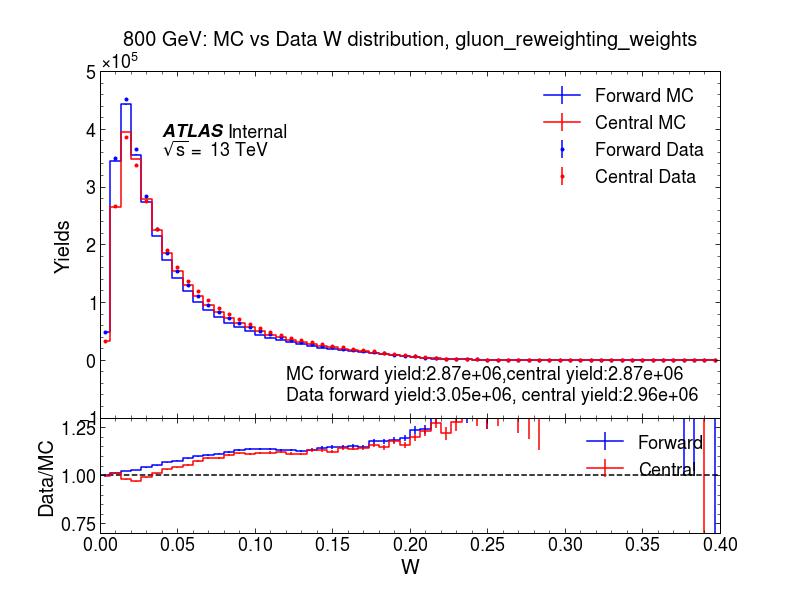 800 GeV: MC vs Data W distribution, gluon_reweighting_weights
×10⁵
5
4
3
2
1
0
1
Yields
ATLAS Internal
√s = 13 TeV
Forward MC
Central MC
Forward Data
Central Data
MC forward yield:2.87e+06,central yield:2.87e+06
Data forward yield:3.05e+06, central yield:2.96e+06
1.25
1.00
0.75
Data/MC
Forward
Central
0.00 0.05 0.10 0.15 0.20 0.25 0.30 0.35 0.40
W